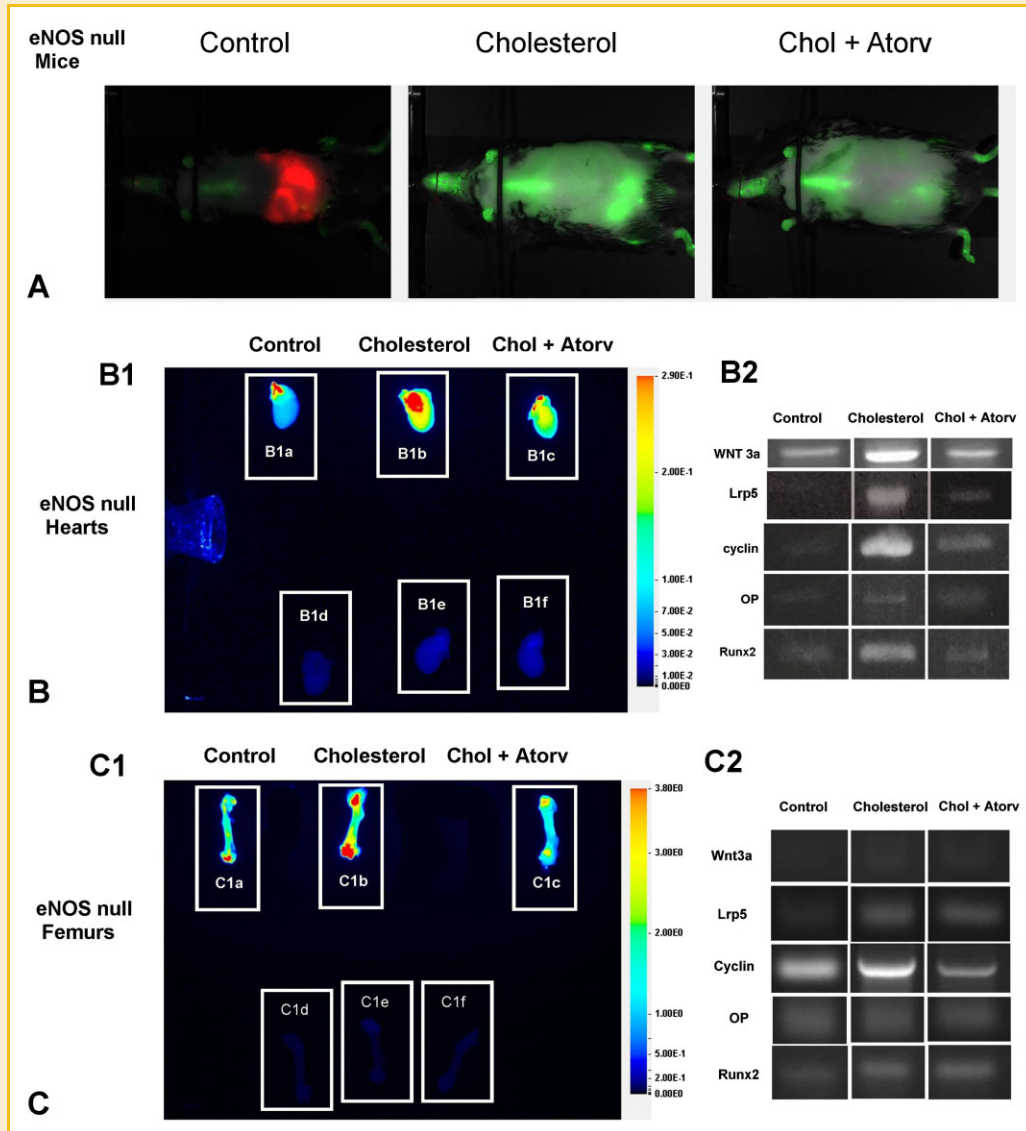 eNOS null
Mice
Control
Cholesterol
Chol + Atorv
A
B1
Control
Cholesterol
Chol + Atorv
B1a
B1b
B1c
eNOS null
Hearts
B1d
B1e
B1f
2.90E-1
2.00E-1
1.00E-1
7.00E-2
5.00E-2
3.00E-2
1.00E-2
0.00E0
B2
Control
Cholesterol
Chol + Atorv
WNT 3a
Lrp5
cyclin
OP
Runx2
B
C1
Control
Cholesterol
Chol + Atorv
C1a
C1b
C1c
eNOS null
Femurs
C1d
C1e
C1f
3.80E0
3.00E0
2.00E0
1.00E0
5.00E-1
2.00E-1
0.00E0
C2
Control
Cholesterol
Chol + Atorv
Wnt3a
Lrp5
Cyclin
OP
Runx2
C